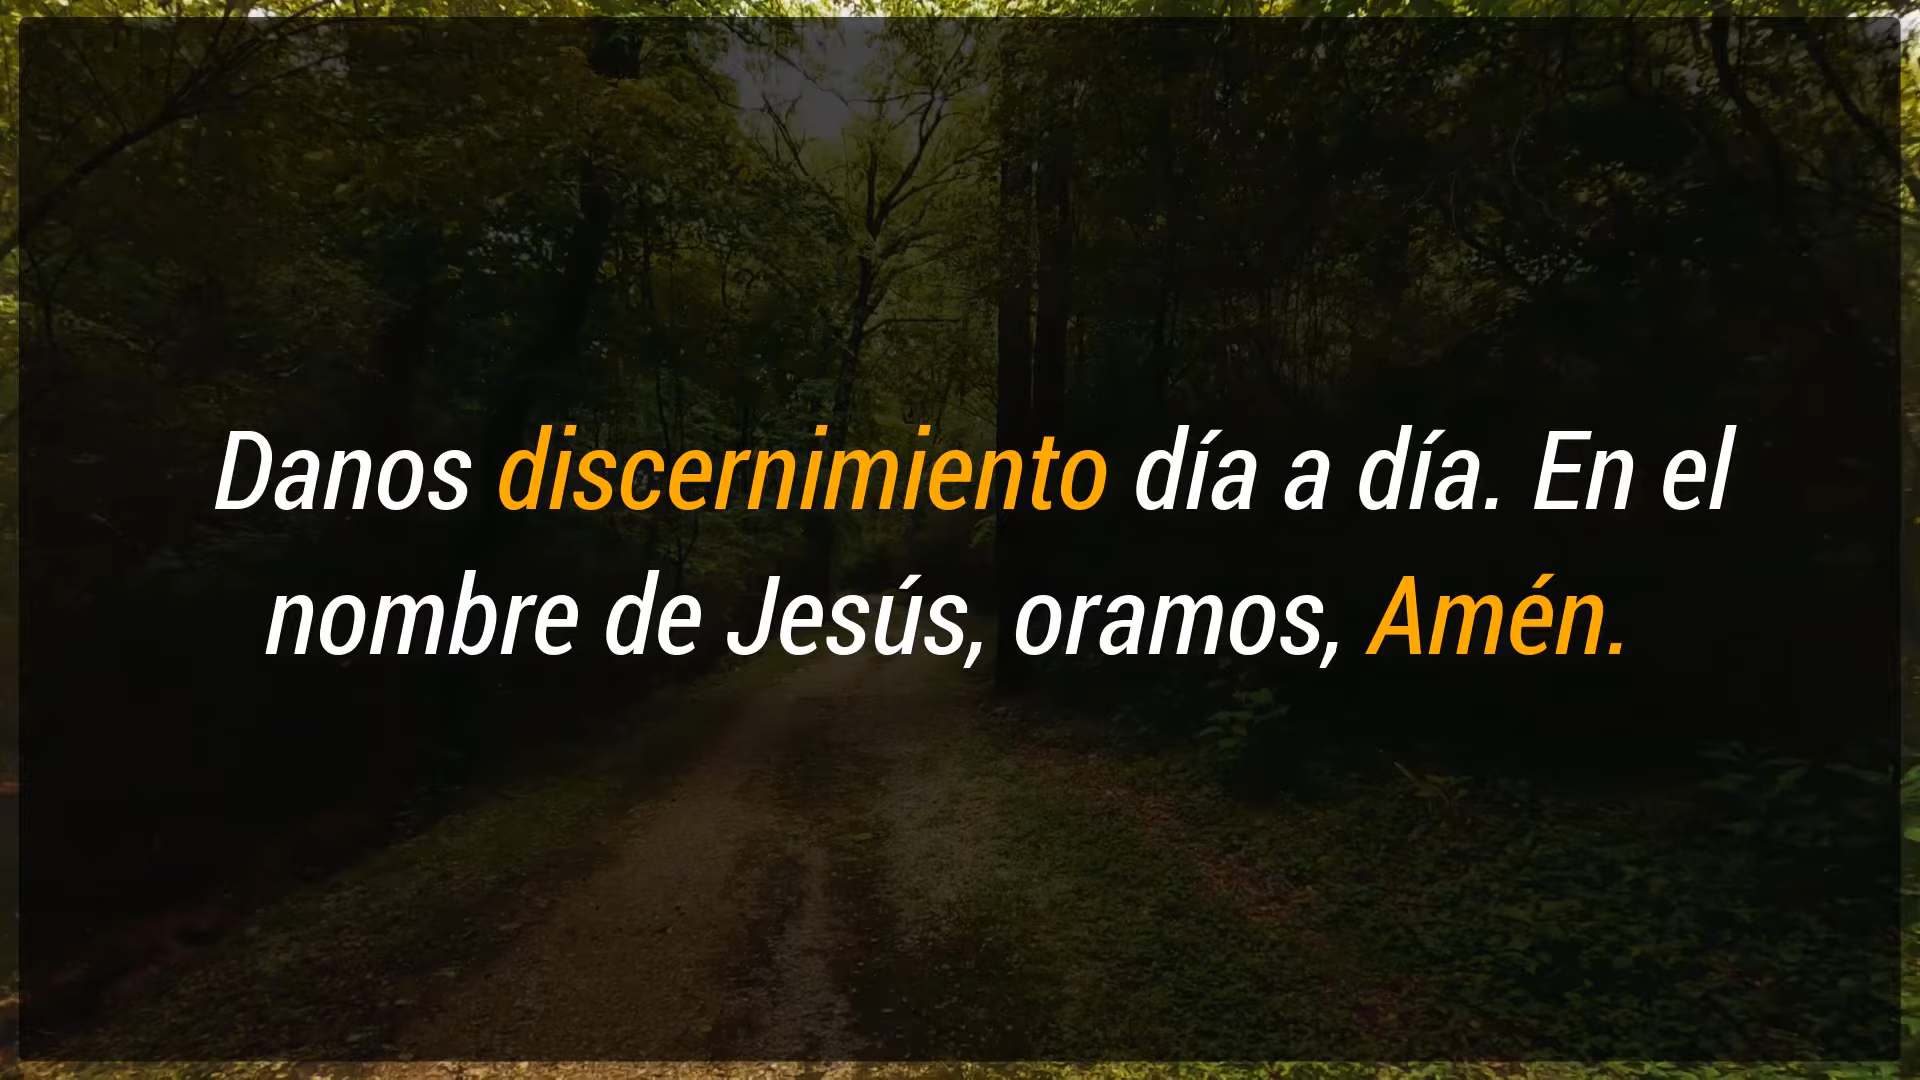 Danos discernimiento día a día. En el
nombre de Jesús, oramos, Amén.